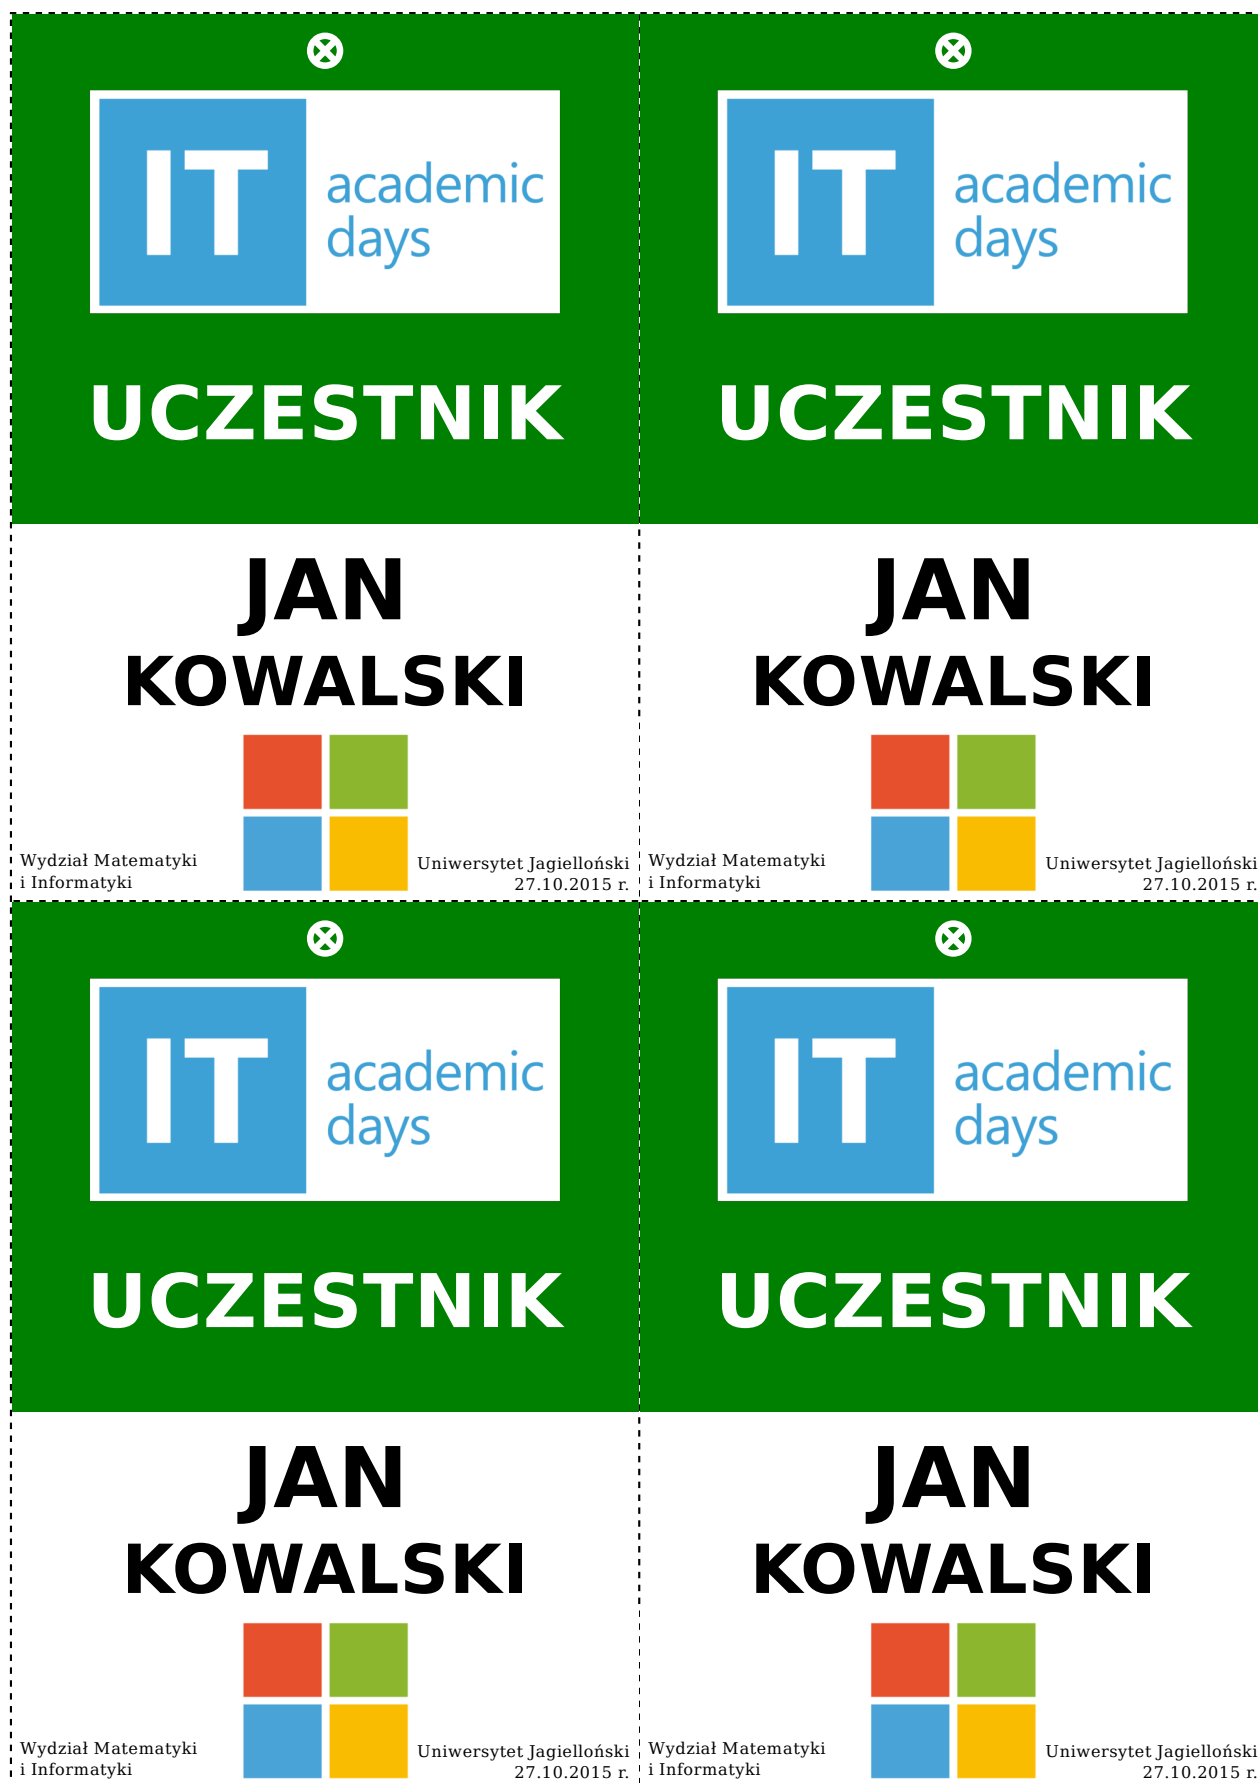 IT
academic
days
UCZESTNIK
JAN
KOWALSKI
Wydział Matematyki
i Informatyki
Uniwersytet Jagielloński
27.10.2015 r.
IT
academic
days
UCZESTNIK
JAN
KOWALSKI
Wydział Matematyki
i Informatyki
Uniwersytet Jagielloński
27.10.2015 r.
IT
academic
days
UCZESTNIK
JAN
KOWALSKI
Wydział Matematyki
i Informatyki
Uniwersytet Jagielloński
27.10.2015 r.
IT
academic
days
UCZESTNIK
JAN
KOWALSKI
Wydział Matematyki
i Informatyki
Uniwersytet Jagielloński
27.10.2015 r.